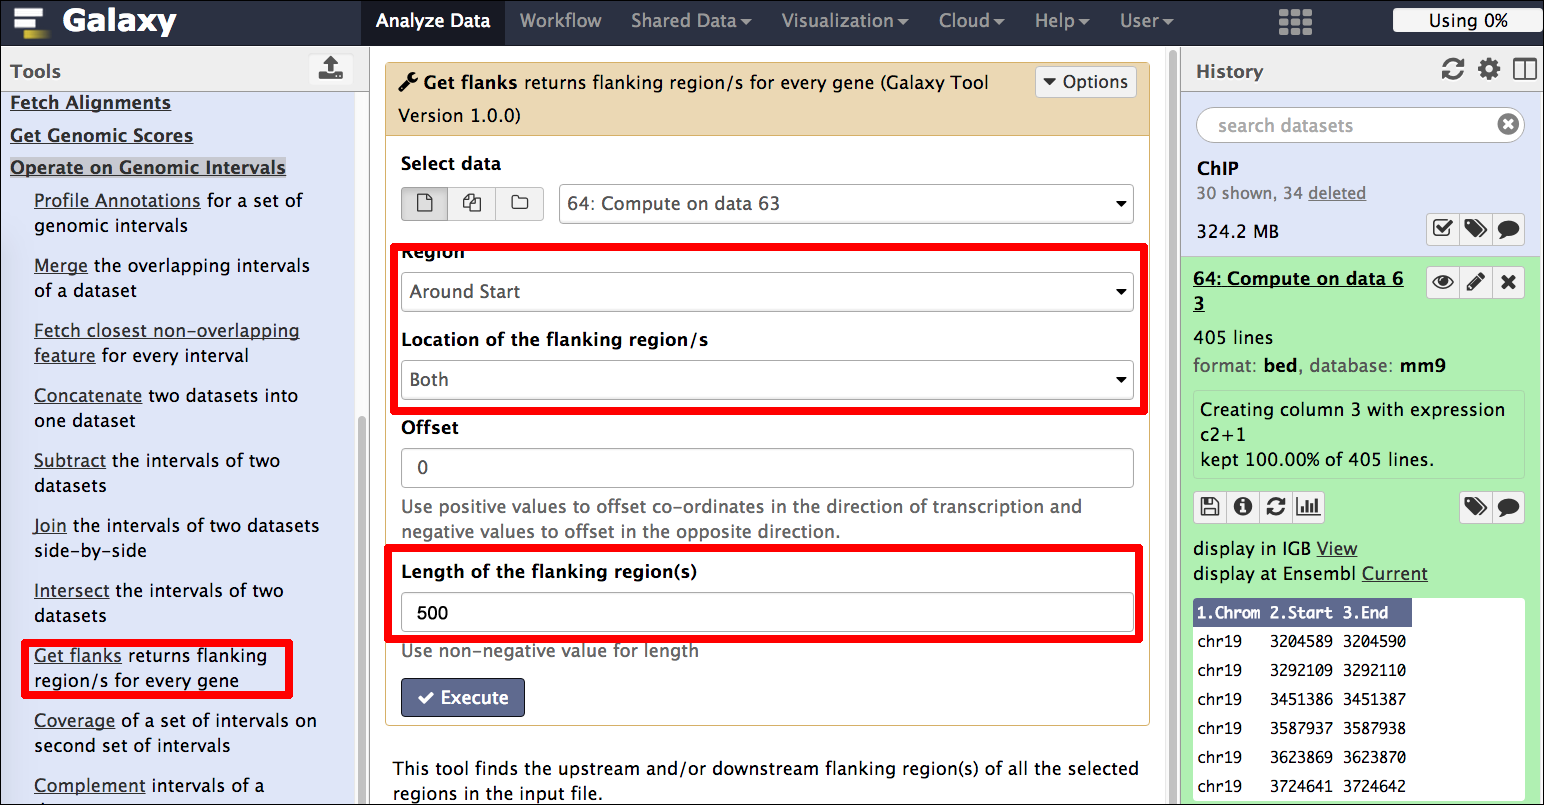 Galaxy
Analyze Data
Workflow
Shared Data
Visualization
Cloud
Help
User
Using 0%
Tools
Fetch Alignments
Get Genomic Scores
Operate on Genomic Intervals
Profile Annotations for a set of
genomic intervals
Merge the overlapping intervals
of a dataset
Fetch closest non-overlapping
feature for every interval
Concatenate two datasets into
one dataset
Subtract the intervals of two
datasets
Join the intervals of two datasets
side-by-side
Intersect the intervals of two
datasets
Get flanks returns flanking
region/s for every gene
Coverage of a set of intervals on
second set of intervals
Complement intervals of a
Get flanks returns flanking region/s for every gene (Galaxy Tool
Version 1.0.0)
Options
Select data
64: Compute on data 63
Region
Around Start
Location of the flanking region/s
Both
Offset
0
Use positive values to offset co-ordinates in the direction of transcription and
negative values to offset in the opposite direction.
Length of the flanking region(s)
500
Use non-negative value for length
Execute
This tool finds the upstream and/or downstream flanking region(s) of all the selected
regions in the input file.
History
search datasets
ChIP
30 shown, 34 deleted
324.2 MB
64: Compute on data 6
3
405 lines
format: bed, database: mm9
Creating column 3 with expression
c2+1
kept 100.00% of 405 lines.
display in IGB View
display at Ensembl Current
1.Chrom 2.Start 3.End
chr19 3204589 3204590
chr19 3292109 3292110
chr19 3451386 3451387
chr19 3587937 3587938
chr19 3623869 3623870
chr19 3724641 3724642